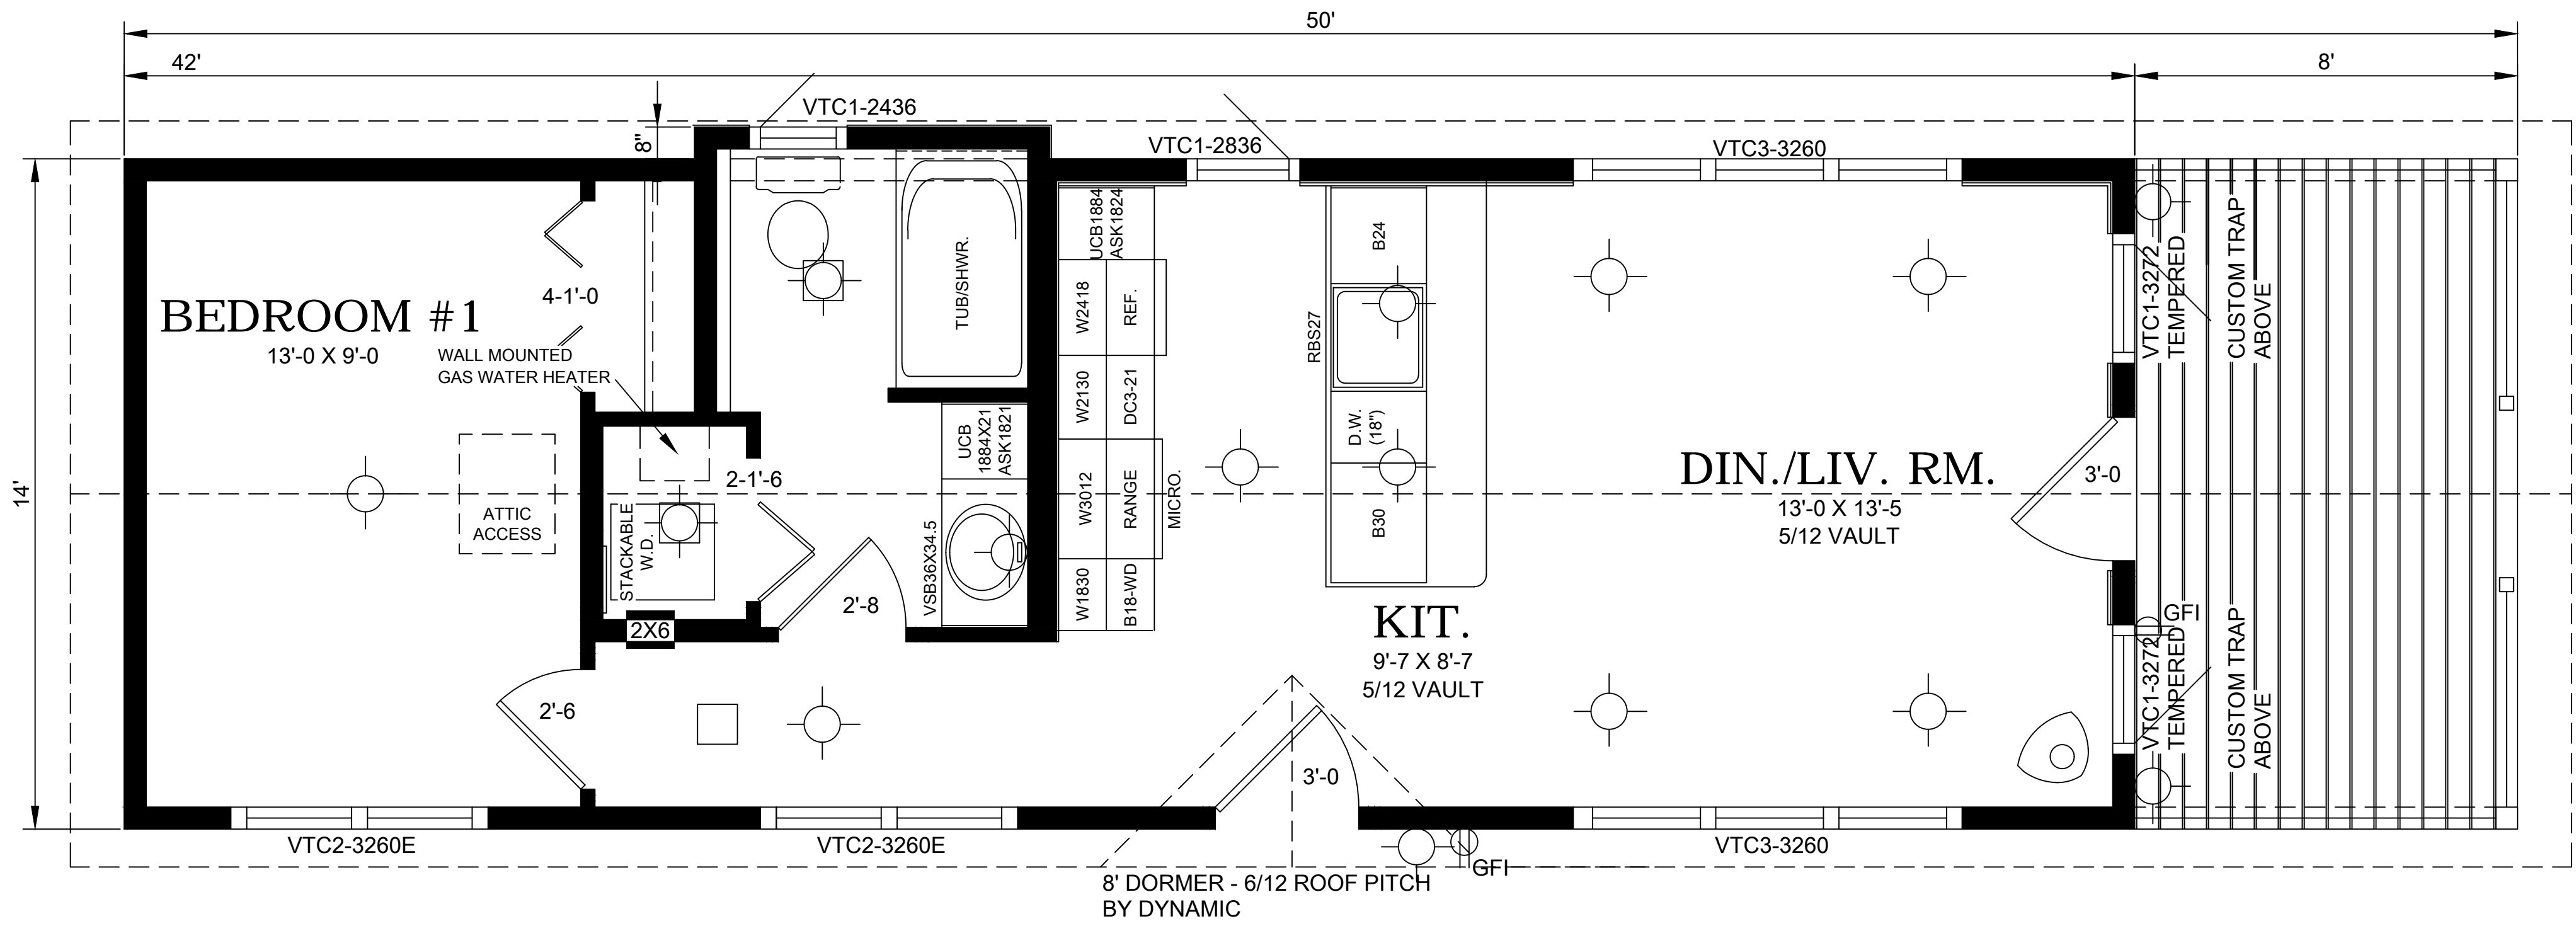 50'
42'
8'
VTC1-2436
8"
VTC1-2836
VTC3-3260
14'
BEDROOM #1
13'-0 X 9'-0
4-1'-0
WALL MOUNTED
GAS WATER HEATER
ATTIC
ACCESS
2'-6
2-1'-6
STACKABLE
W.D.
2X6
TUB/SHWR.
UCB
1884X21
ASK1821
VSB36X34.5
2'-8
UCB1884
ASK1824
W2418
REF.
W2130
DC3-21
W3012
RANGE
MICRO.
W1830
B18-WD
B24
RBS27
D.W.
(18")
B30
KIT.
9'-7 X 8'-7
5/12 VAULT
DIN./LIV. RM.
13'-0 X 13'-5
5/12 VAULT
3'-0
VTC1-3272
TEMPERED
CUSTOM TRAP
ABOVE
GFI
VTC1-3272
TEMPERED
CUSTOM TRAP
ABOVE
3'-0
VTC2-3260E
VTC2-3260E
VTC3-3260
GFI
8' DORMER - 6/12 ROOF PITCH
BY DYNAMIC